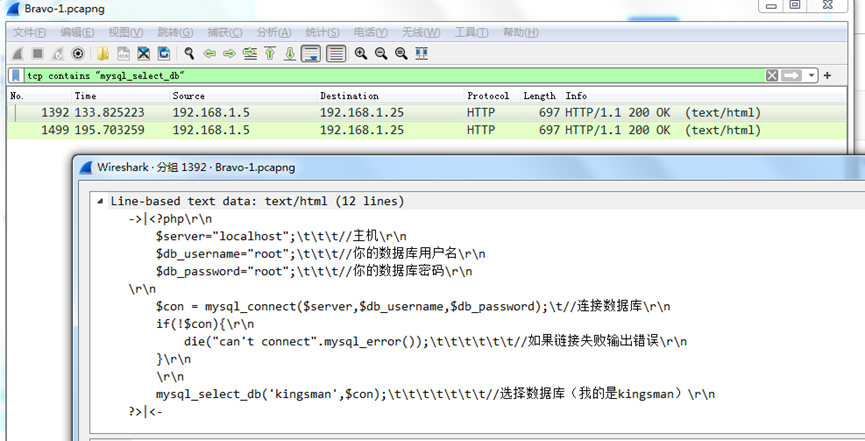 Bravo-1.pcapng
文件(F) 编辑(E) 视图(V) 跳转(G) 捕获(C) 分析(A) 统计(S) 电话(Y) 无线(W) 工具(T) 帮助(H)
tcp contains "mysql_select_db"
No. Time Source Destination Protocol Length Info
1392 133.825223 192.168.1.5 192.168.1.25 HTTP 697 HTTP/1.1 200 OK (text/html)
1499 195.703259 192.168.1.5 192.168.1.25 HTTP 697 HTTP/1.1 200 OK (text/html)
Wireshark · 分组 1392 · Bravo-1.pcapng
Line-based text data: text/html (12 lines)
->|<?php\r\n
$server="localhost";\t\t\t//主机\r\n
$db_username="root";\t\t\t//你的数据库用户名\r\n
$db_password="root";\t\t\t//你的数据库密码\r\n
\r\n
$con = mysql_connect($server,$db_username,$db_password);\t//连接数据库\r\n
if(!$con){\r\n
die("can't connect".mysql_error());\t\t\t\t\t\t//如果链接失败输出错误\r\n
}\r\n
\r\n
mysql_select_db('kingsman',$con);\t\t\t\t\t\t\t//选择数据库（我的是kingsman）\r\n
?>|<-